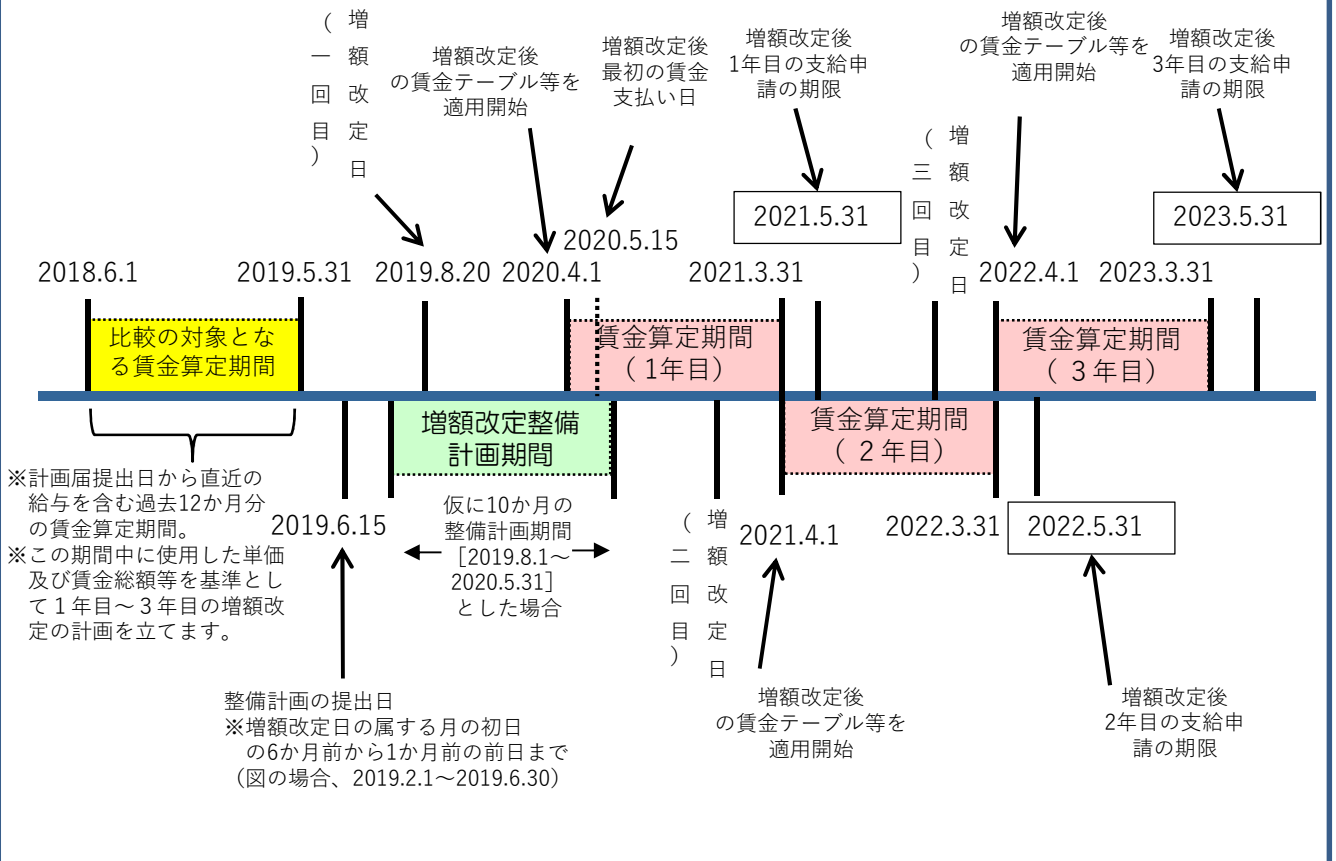 増額改定日
(一回目)
増額改定後
の賃金テーブル等を
適用開始
増額改定後
最初の賃金
支払い日
増額改定後
1年目の支給申
請の期限
増額改定後
の賃金テーブル等を
適用開始
増額改定後
3年目の支給申
請の期限
増額改定日
(三回目)
2021.5.31
2023.5.31
2020.5.15
2018.6.1
2019.5.31
2019.8.20
2020.4.1
2021.3.31
2022.4.1
2023.3.31
比較の対象とな
る賃金算定期間
賃金算定期間
(1年目)
賃金算定期間
(３年目)
増額改定整備
計画期間
賃金算定期間
(２年目)
※計画届提出日から直近の
給与を含む過去12か月分
の賃金算定期間。
※この期間中に使用した単価
及び賃金総額等を基準とし
て１年目～３年目の増額改
定の計画を立てます。
2019.6.15
仮に10か月の
整備計画期間
［2019.8.1～
2020.5.31］
とした場合
増額改定日
(二回目)
2021.4.1
2022.3.31
2022.5.31
整備計画の提出日
※増額改定日の属する月の初日
の6か月前から1か月前の前日まで
（図の場合、2019.2.1～2019.6.30）
増額改定後
の賃金テーブル等を
適用開始
増額改定後
2年目の支給申
請の期限